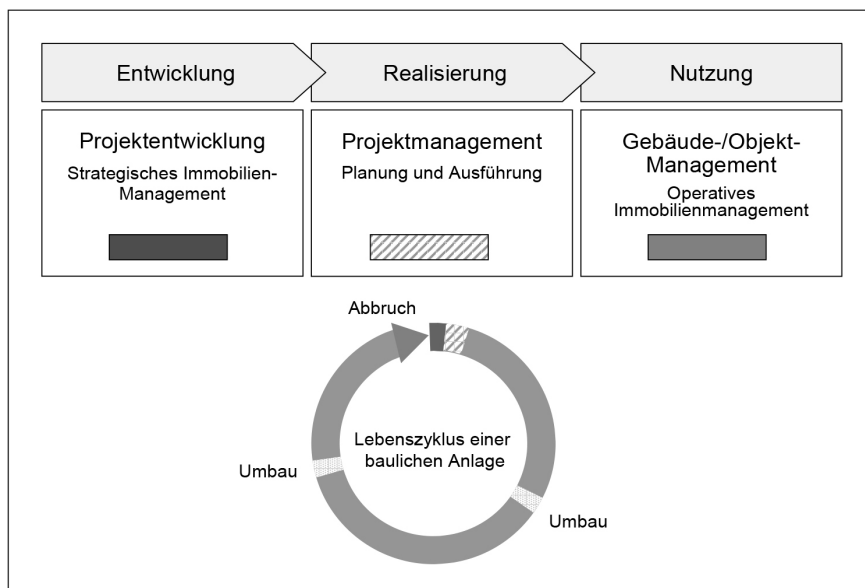 Entwicklung
Realisierung
Nutzung
Projektentwicklung
Strategisches Immobilien-
Management
Projektmanagement
Planung und Ausführung
Gebäude-/Objekt-
Management
Operatives
Immobilienmanagement
Abbruch
Lebenszyklus einer
baulichen Anlage
Umbau
Umbau